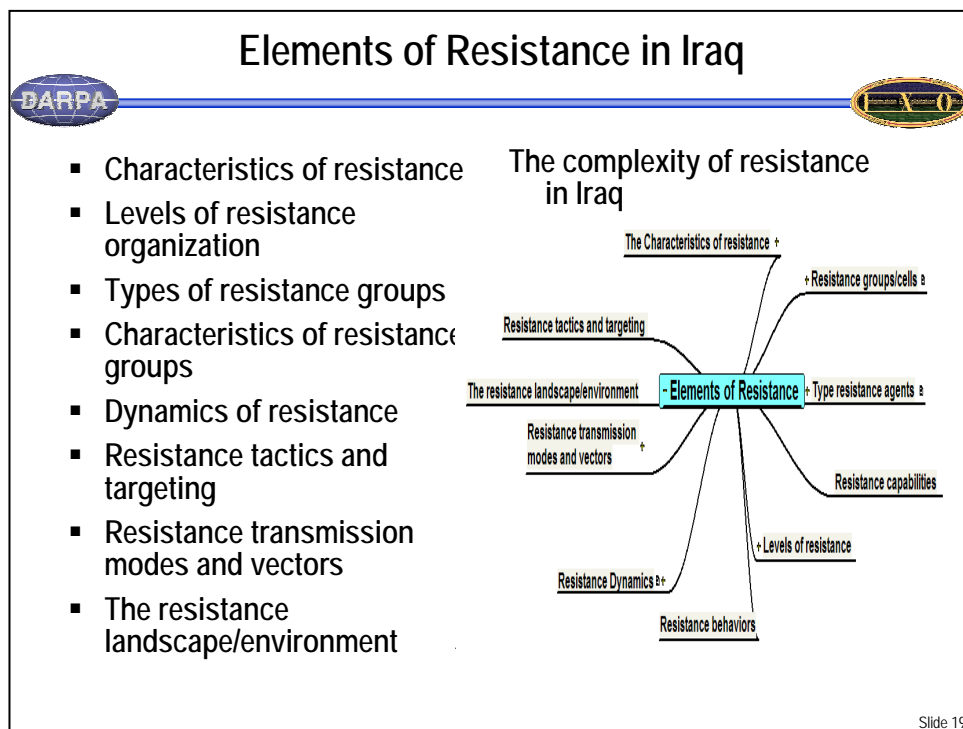 Elements of Resistance in Iraq
DARPA
Information Exploitation Office
I X O
▪ Characteristics of resistance
▪ Levels of resistance
organization
▪ Types of resistance groups
▪ Characteristics of resistance
groups
▪ Dynamics of resistance
▪ Resistance tactics and
targeting
▪ Resistance transmission
modes and vectors
▪ The resistance
landscape/environment
The complexity of resistance
in Iraq
The Characteristics of resistance +
+ Resistance groups/cells
Resistance tactics and targeting
The resistance landscape/environment
- Elements of Resistance
+ Type resistance agents
Resistance transmission
modes and vectors +
Resistance capabilities
+ Levels of resistance
Resistance Dynamics +
Resistance behaviors
Slide 19